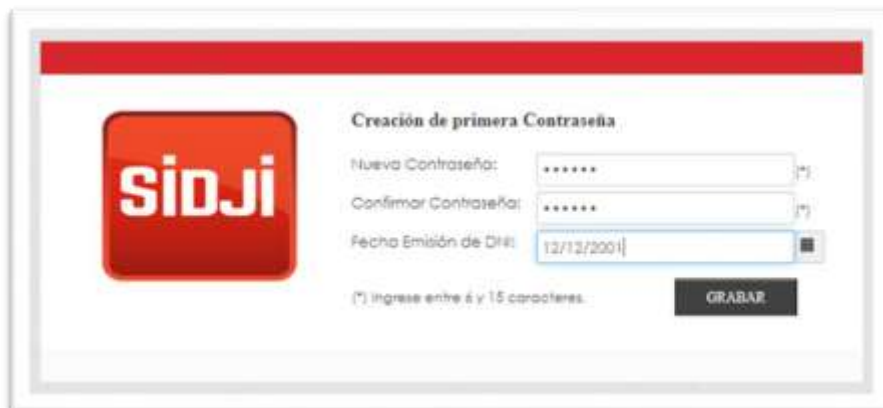 SiDJi
Creación de primera Contraseña
Nueva Contraseña: •••••• (*)
Confirmar Contraseña: •••••• (*)
Fecha Emisión de DNI: 12/12/2001
(*) Ingrese entre 6 y 15 caracteres.
GRABAR